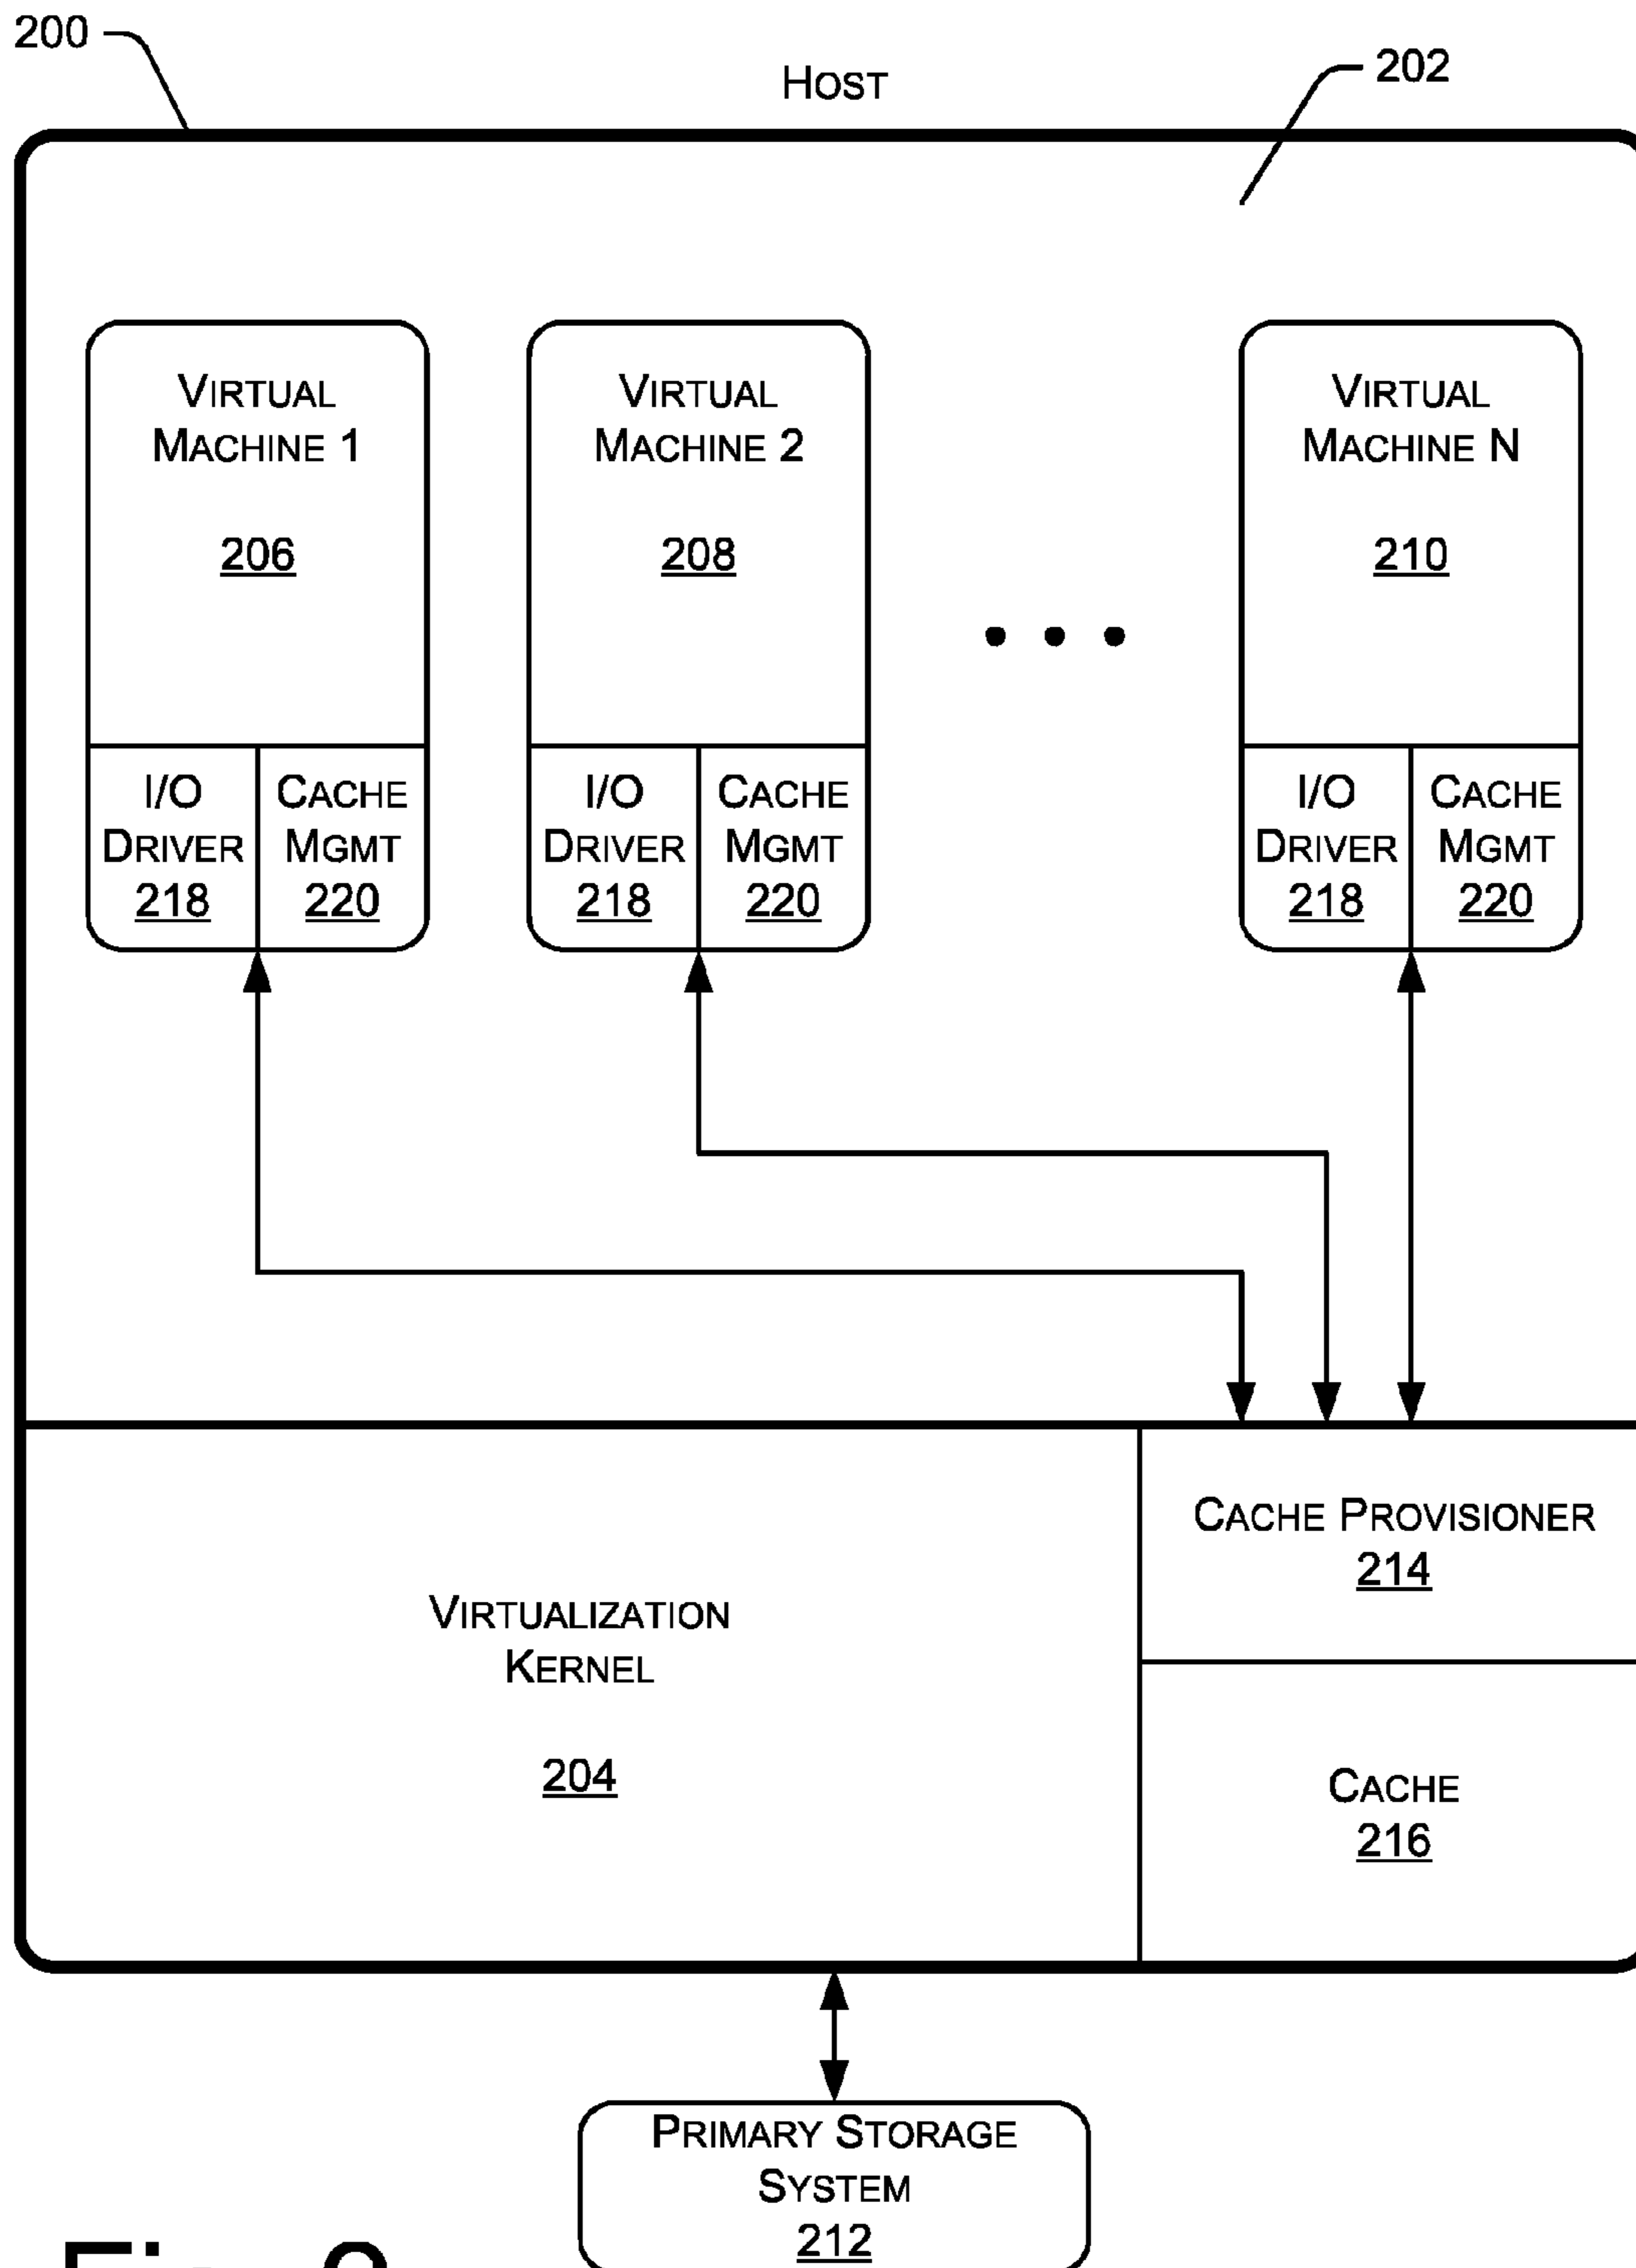 200
HOST
202
VIRTUAL
MACHINE 1
206
I/O
DRIVER
218
CACHE
MGMT
220
VIRTUAL
MACHINE 2
208
I/O
DRIVER
218
CACHE
MGMT
220
VIRTUAL
MACHINE N
210
I/O
DRIVER
218
CACHE
MGMT
220
VIRTUALIZATION
KERNEL
204
CACHE PROVISIONER
214
CACHE
216
PRIMARY STORAGE
SYSTEM
212